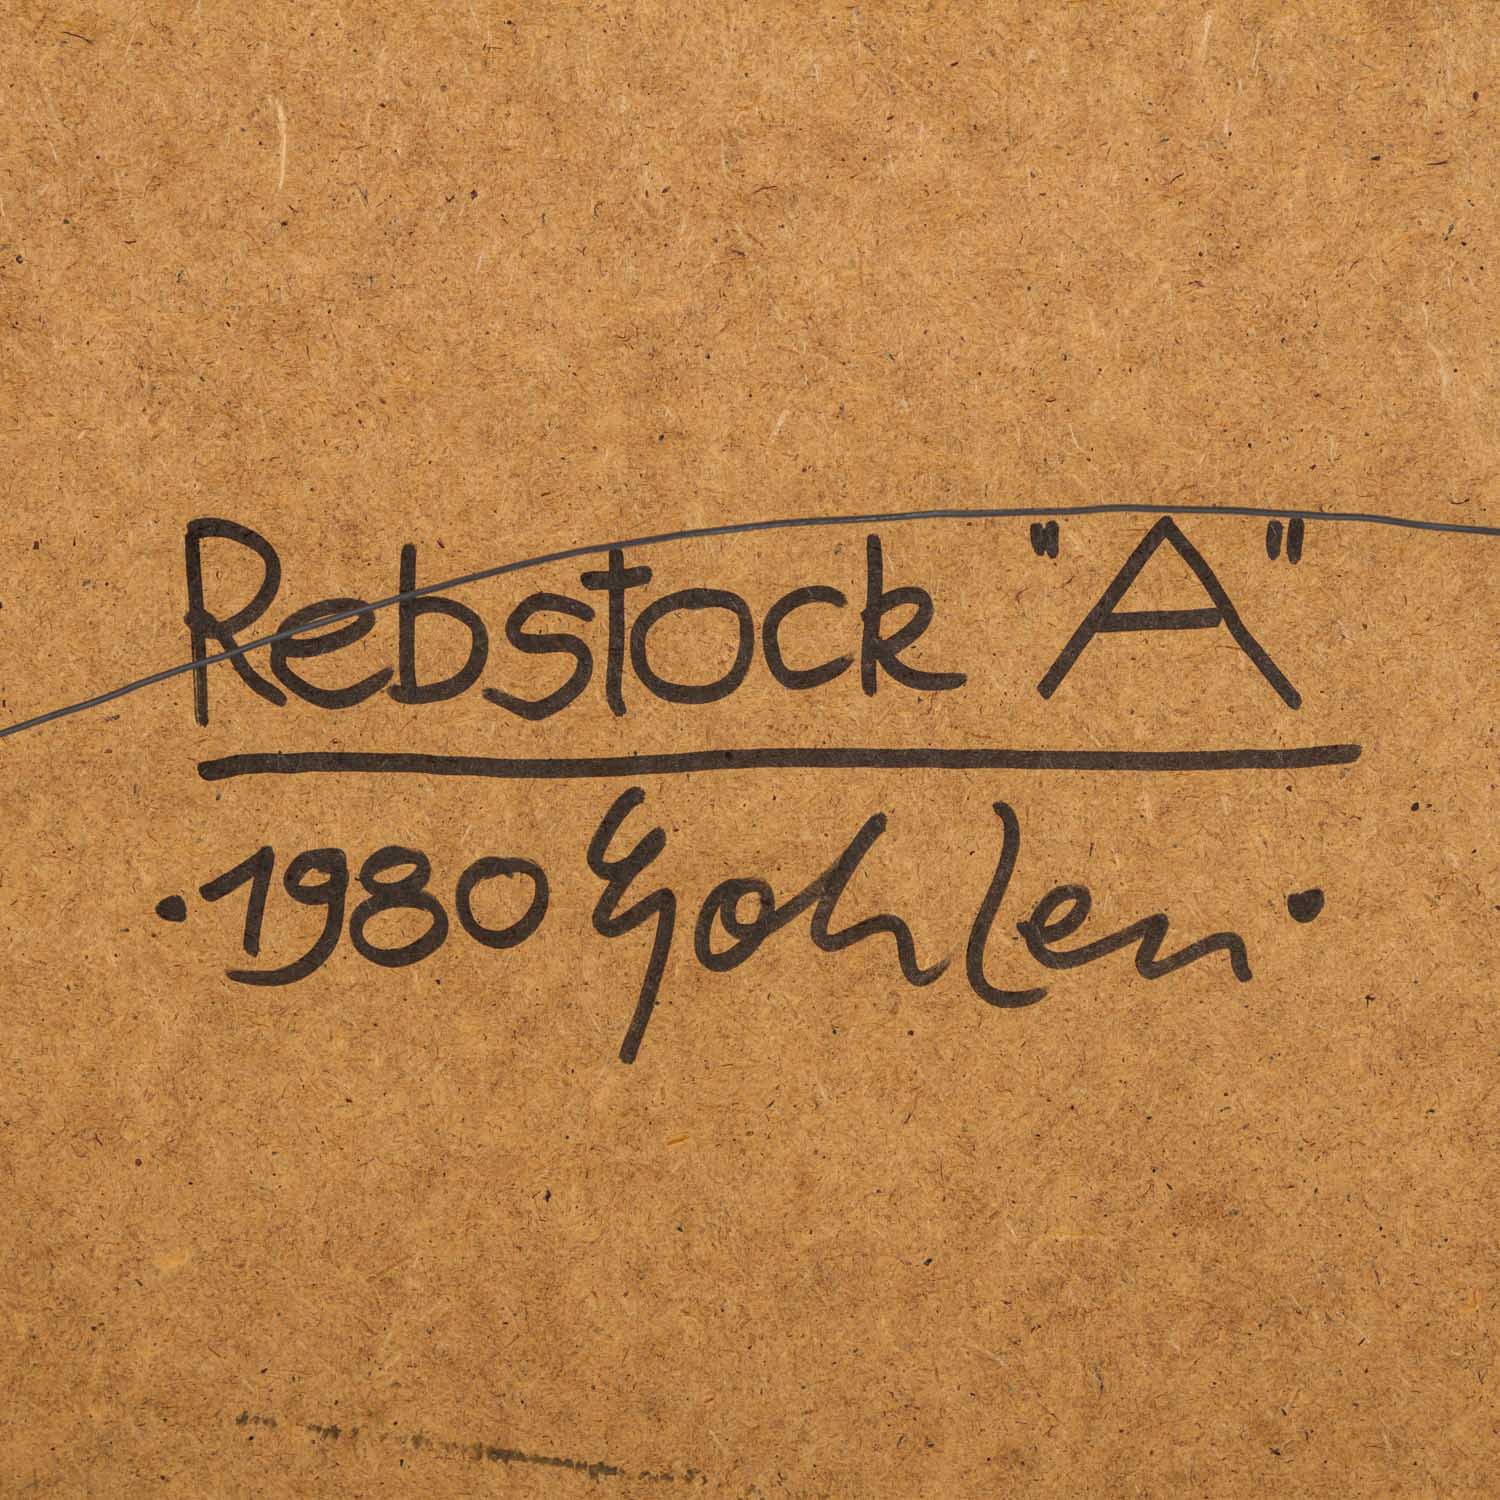 Rebstock "A"
·1980 Gohlen·